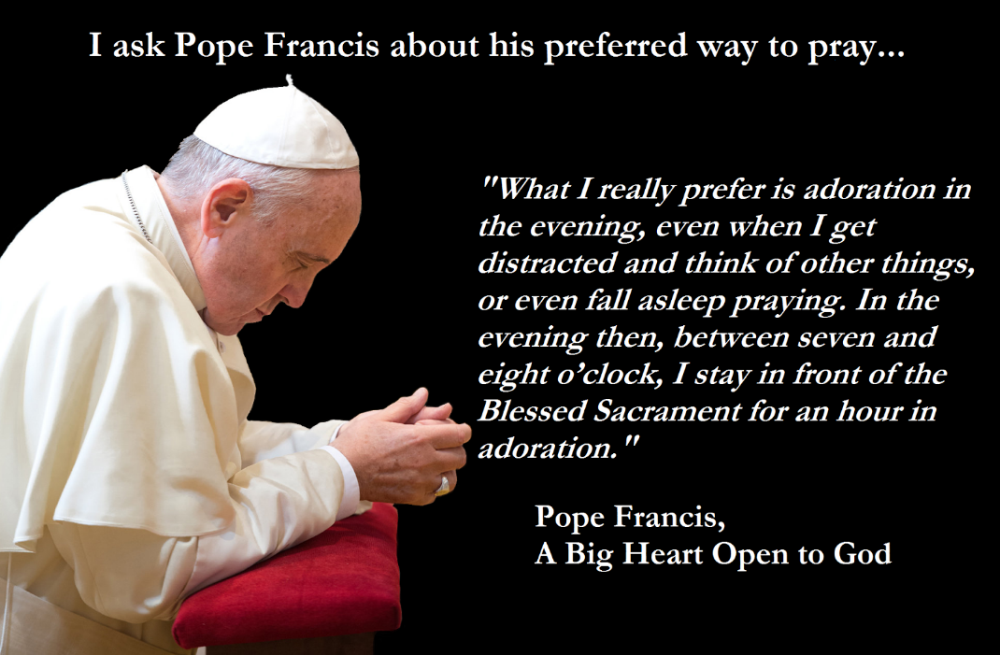 I ask Pope Francis about his preferred way to pray...
"What I really prefer is adoration in
the evening, even when I get
distracted and think of other things,
or even fall asleep praying. In the
evening then, between seven and
eight o’clock, I stay in front of the
Blessed Sacrament for an hour in
adoration."
Pope Francis,
A Big Heart Open to God